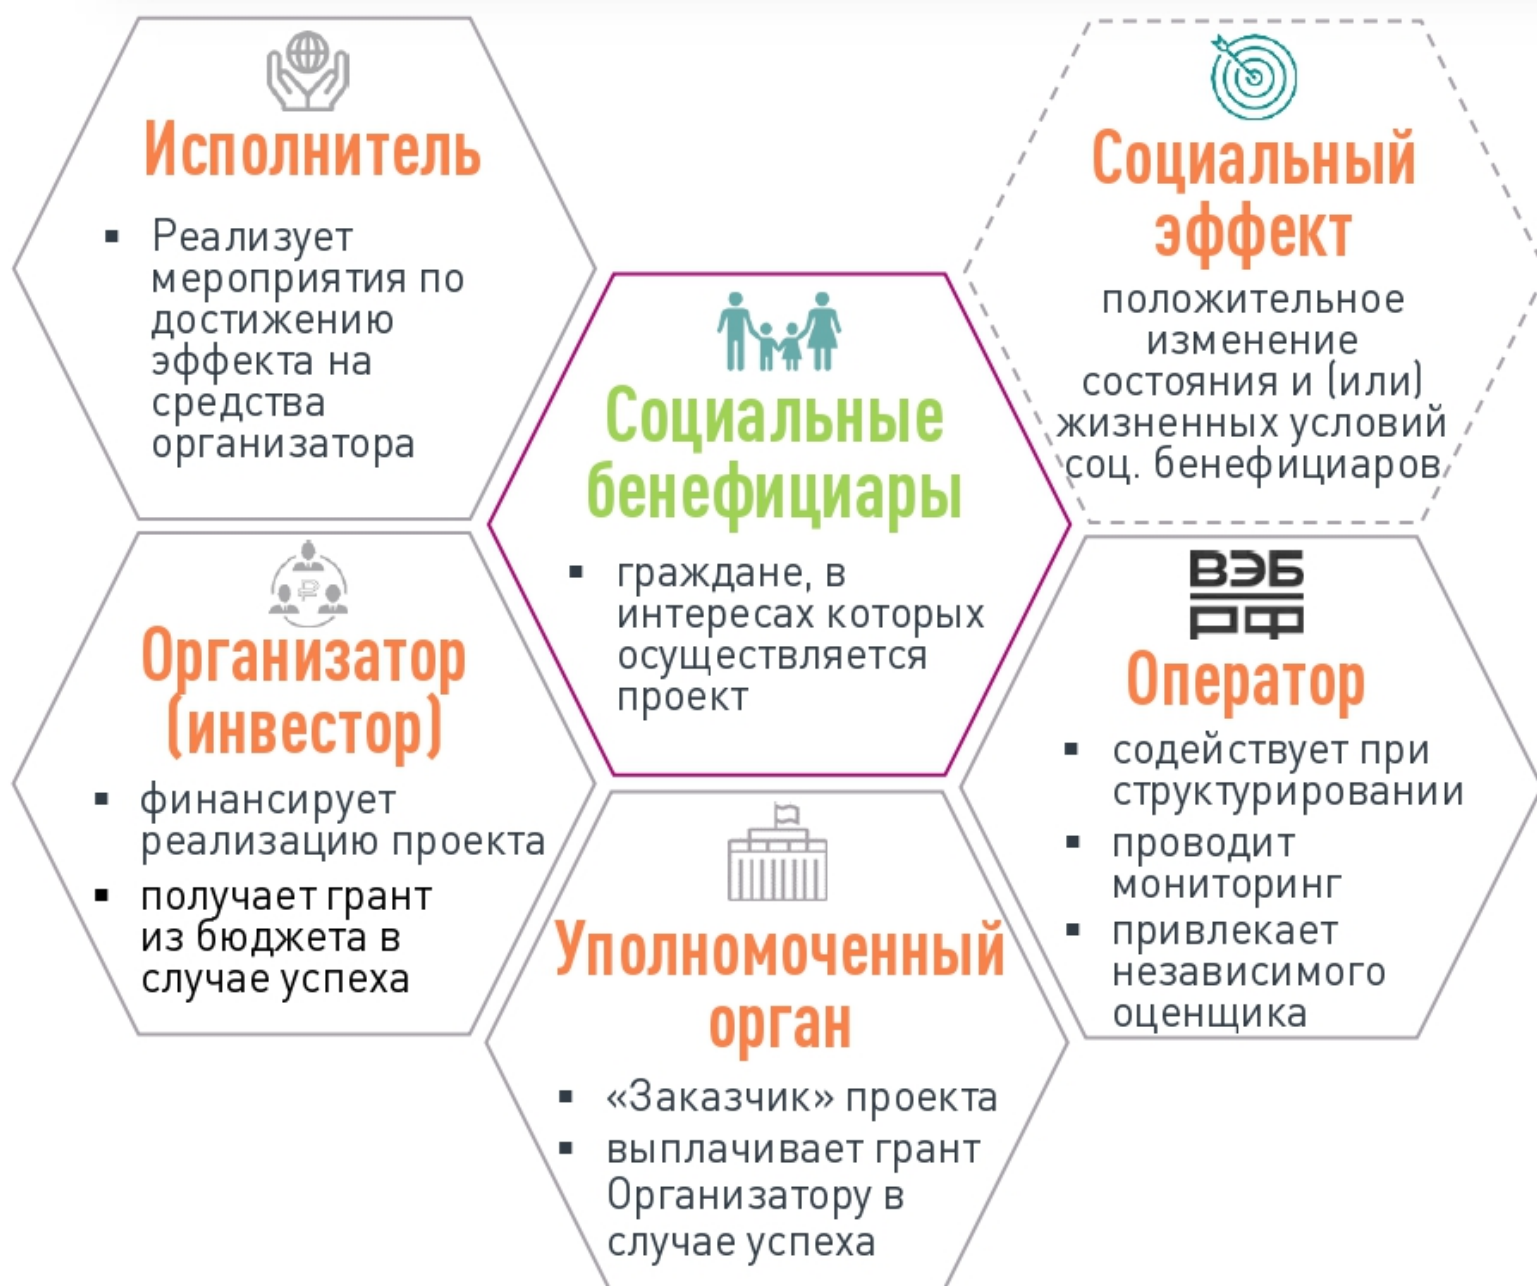 Исполнитель
▪ Реализует
мероприятия по
достижению
эффекта на
средства
организатора
Социальный
эффект
положительное
изменение
состояния и (или)
жизненных условий
соц. бенефициаров
Социальные
бенефициары
▪ граждане, в
интересах которых
осуществляется
проект
Организатор
(инвестор)
▪ финансирует
реализацию проекта
▪ получает грант
из бюджета в
случае успеха
ВЭБ
РФ
Оператор
▪ содействует при
структурировании
▪ проводит
мониторинг
▪ привлекает
независимого
оценщика
Уполномоченный
орган
▪ «Заказчик» проекта
▪ выплачивает грант
Организатору в
случае успеха